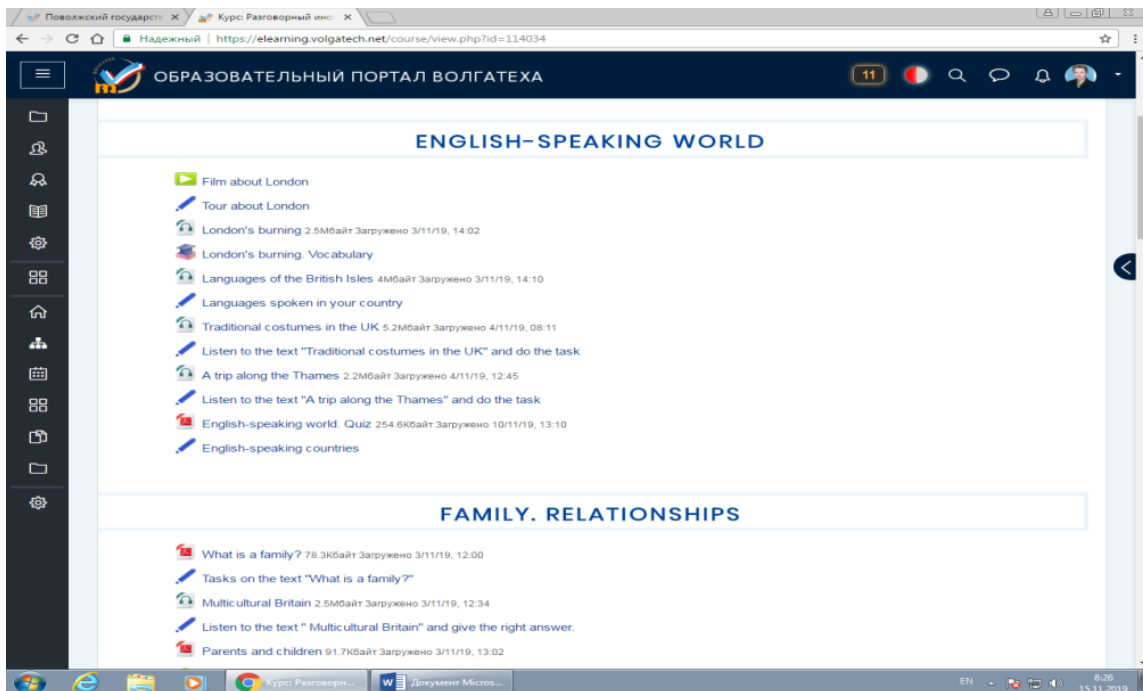 Поволжский государст
Курс: Разговорный ино
Надежный | https://elearning.volgatech.net/course/view.php?id=114034
ОБРАЗОВАТЕЛЬНЫЙ ПОРТАЛ ВОЛГАТЕХА
11
ENGLISH-SPEAKING WORLD
Film about London
Tour about London
London's burning 2.5Мбайт Загружено 3/11/19, 14:02
London's burning. Vocabulary
Languages of the British Isles 4Мбайт Загружено 3/11/19, 14:10
Languages spoken in your country
Traditional costumes in the UK 5.2Мбайт Загружено 4/11/19, 08:11
Listen to the text "Traditional costumes in the UK" and do the task
A trip along the Thames 2.2Мбайт Загружено 4/11/19, 12:45
Listen to the text "A trip along the Thames" and do the task
English-speaking world. Quiz 254.6Кбайт Загружено 10/11/19, 13:10
English-speaking countries
FAMILY. RELATIONSHIPS
What is a family? 78.3Кбайт Загружено 3/11/19, 12:00
Tasks on the text "What is a family?"
Multicultural Britain 2.5Мбайт Загружено 3/11/19, 12:34
Listen to the text " Multicultural Britain" and give the right answer.
Parents and children 91.7Кбайт Загружено 3/11/19, 13:02
Курс: Разговорн...
Документ Micros...
EN
8:26
15.11.2019